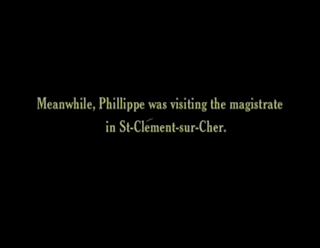 Meanwhile, Phillippe was visiting the magistrate
in St-Clément-sur-Cher.